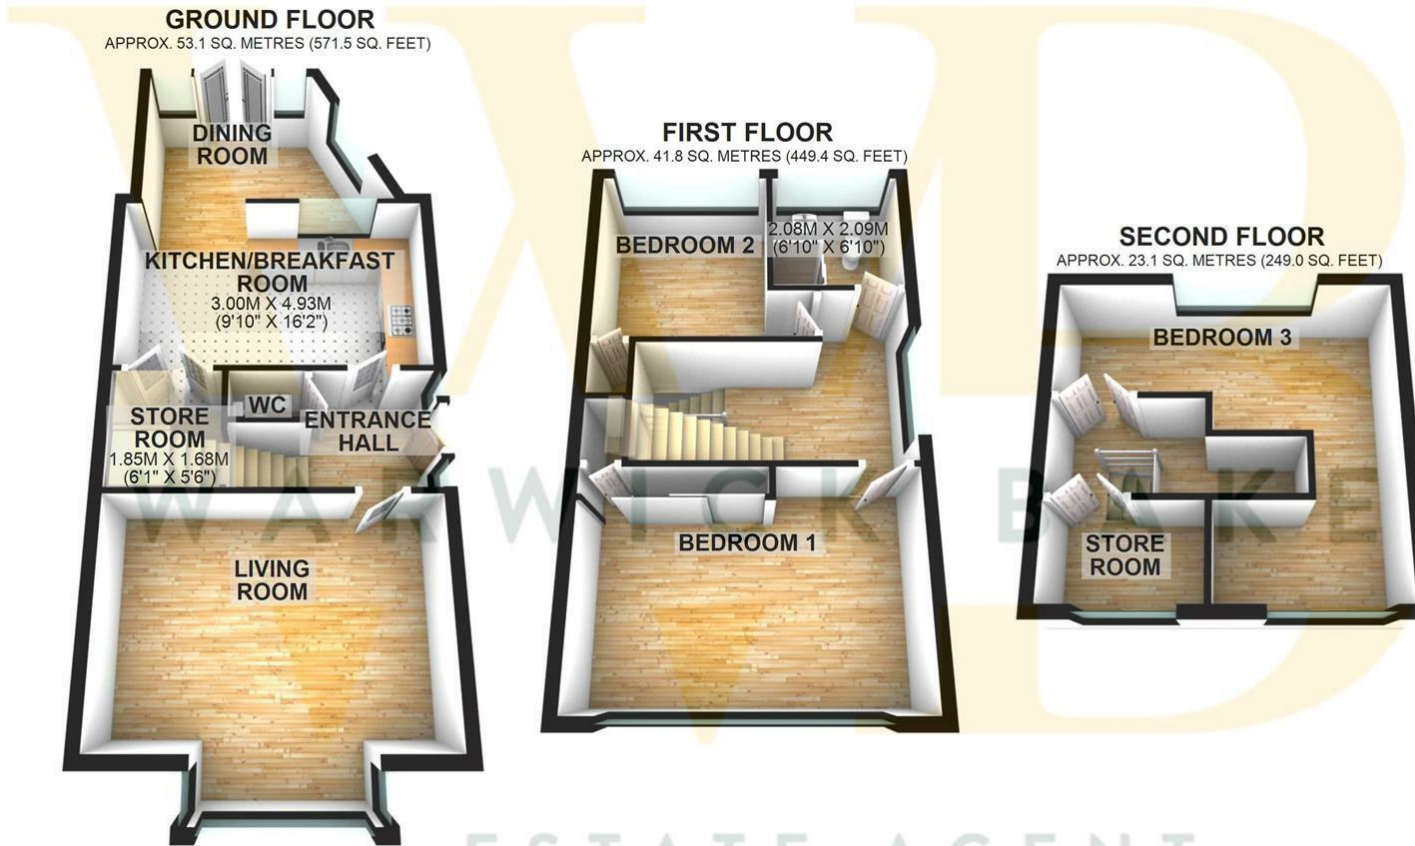 GROUND FLOOR
APPROX. 53.1 SQ. METRES (571.5 SQ. FEET)
DINING
ROOM
KITCHEN/BREAKFAST
ROOM
3.00M X 4.93M
(9'10" X 16'2")
STORE
ROOM
1.85M X 1.68M
(6'1" X 5'6")
WC
ENTRANCE
HALL
LIVING
ROOM
FIRST FLOOR
APPROX. 41.8 SQ. METRES (449.4 SQ. FEET)
BEDROOM 2
2.08M X 2.09M
(6'10" X 6'10")
BEDROOM 1
SECOND FLOOR
APPROX. 23.1 SQ. METRES (249.0 SQ. FEET)
BEDROOM 3
STORE
ROOM
WB
WARWICK BAKE
ESTATE AGENT